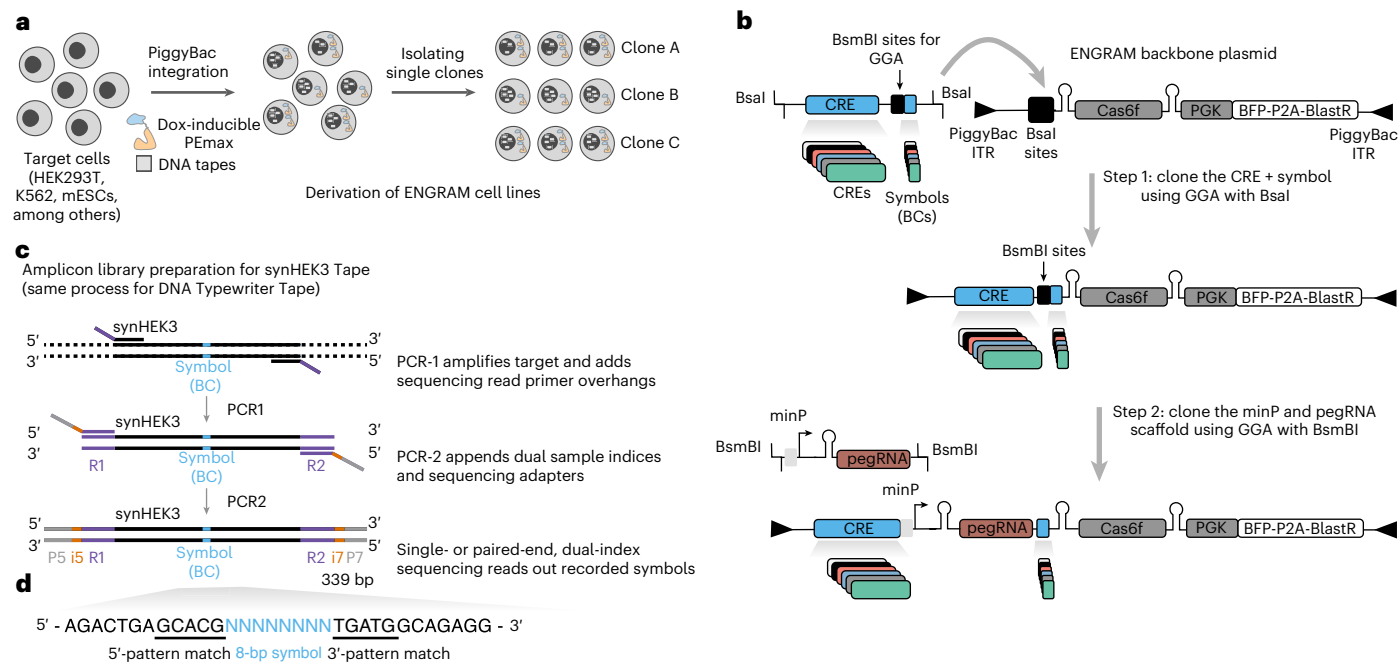 a
PiggyBac
integration
Dox-inducible
PEmax
DNA tapes
Target cells
(HEK293T,
K562, mESCs,
among others)
Isolating
single clones
Clone A
Clone B
Clone C
Derivation of ENGRAM cell lines
b
BsmBI sites for
GGA
BsaI
CRE
BsaI
CREs
Symbols
(BCs)
ENGRAM backbone plasmid
PiggyBac
ITR
BsaI
sites
Cas6f
PGK
BFP-P2A-BlastR
PiggyBac
ITR
Step 1: clone the CRE + symbol
using GGA with BsaI
BsmBI sites
CRE
Cas6f
PGK
BFP-P2A-BlastR
Step 2: clone the minP and pegRNA
scaffold using GGA with BsmBI
minP
BsmBI
pegRNA
BsmBI
minP
CRE
pegRNA
Cas6f
PGK
BFP-P2A-BlastR
c
Amplicon library preparation for synHEK3 Tape
(same process for DNA Typewriter Tape)
synHEK3
5′ 3′
3′ 5′
Symbol
(BC)
PCR-1 amplifies target and adds
sequencing read primer overhangs
PCR1
synHEK3
5′ 3′
3′ 5′
R1 Symbol R2
(BC)
PCR-2 appends dual sample indices
and sequencing adapters
PCR2
synHEK3
5′ 3′
3′ 5′
P5 i5 R1 Symbol R2 i7 P7
(BC)
339 bp
Single- or paired-end, dual-index
sequencing reads out recorded symbols
d
5′ - AGACTGAGCACGNNNNNNNNTGATGGCAGAGG - 3′
5′-pattern match 8-bp symbol 3′-pattern match